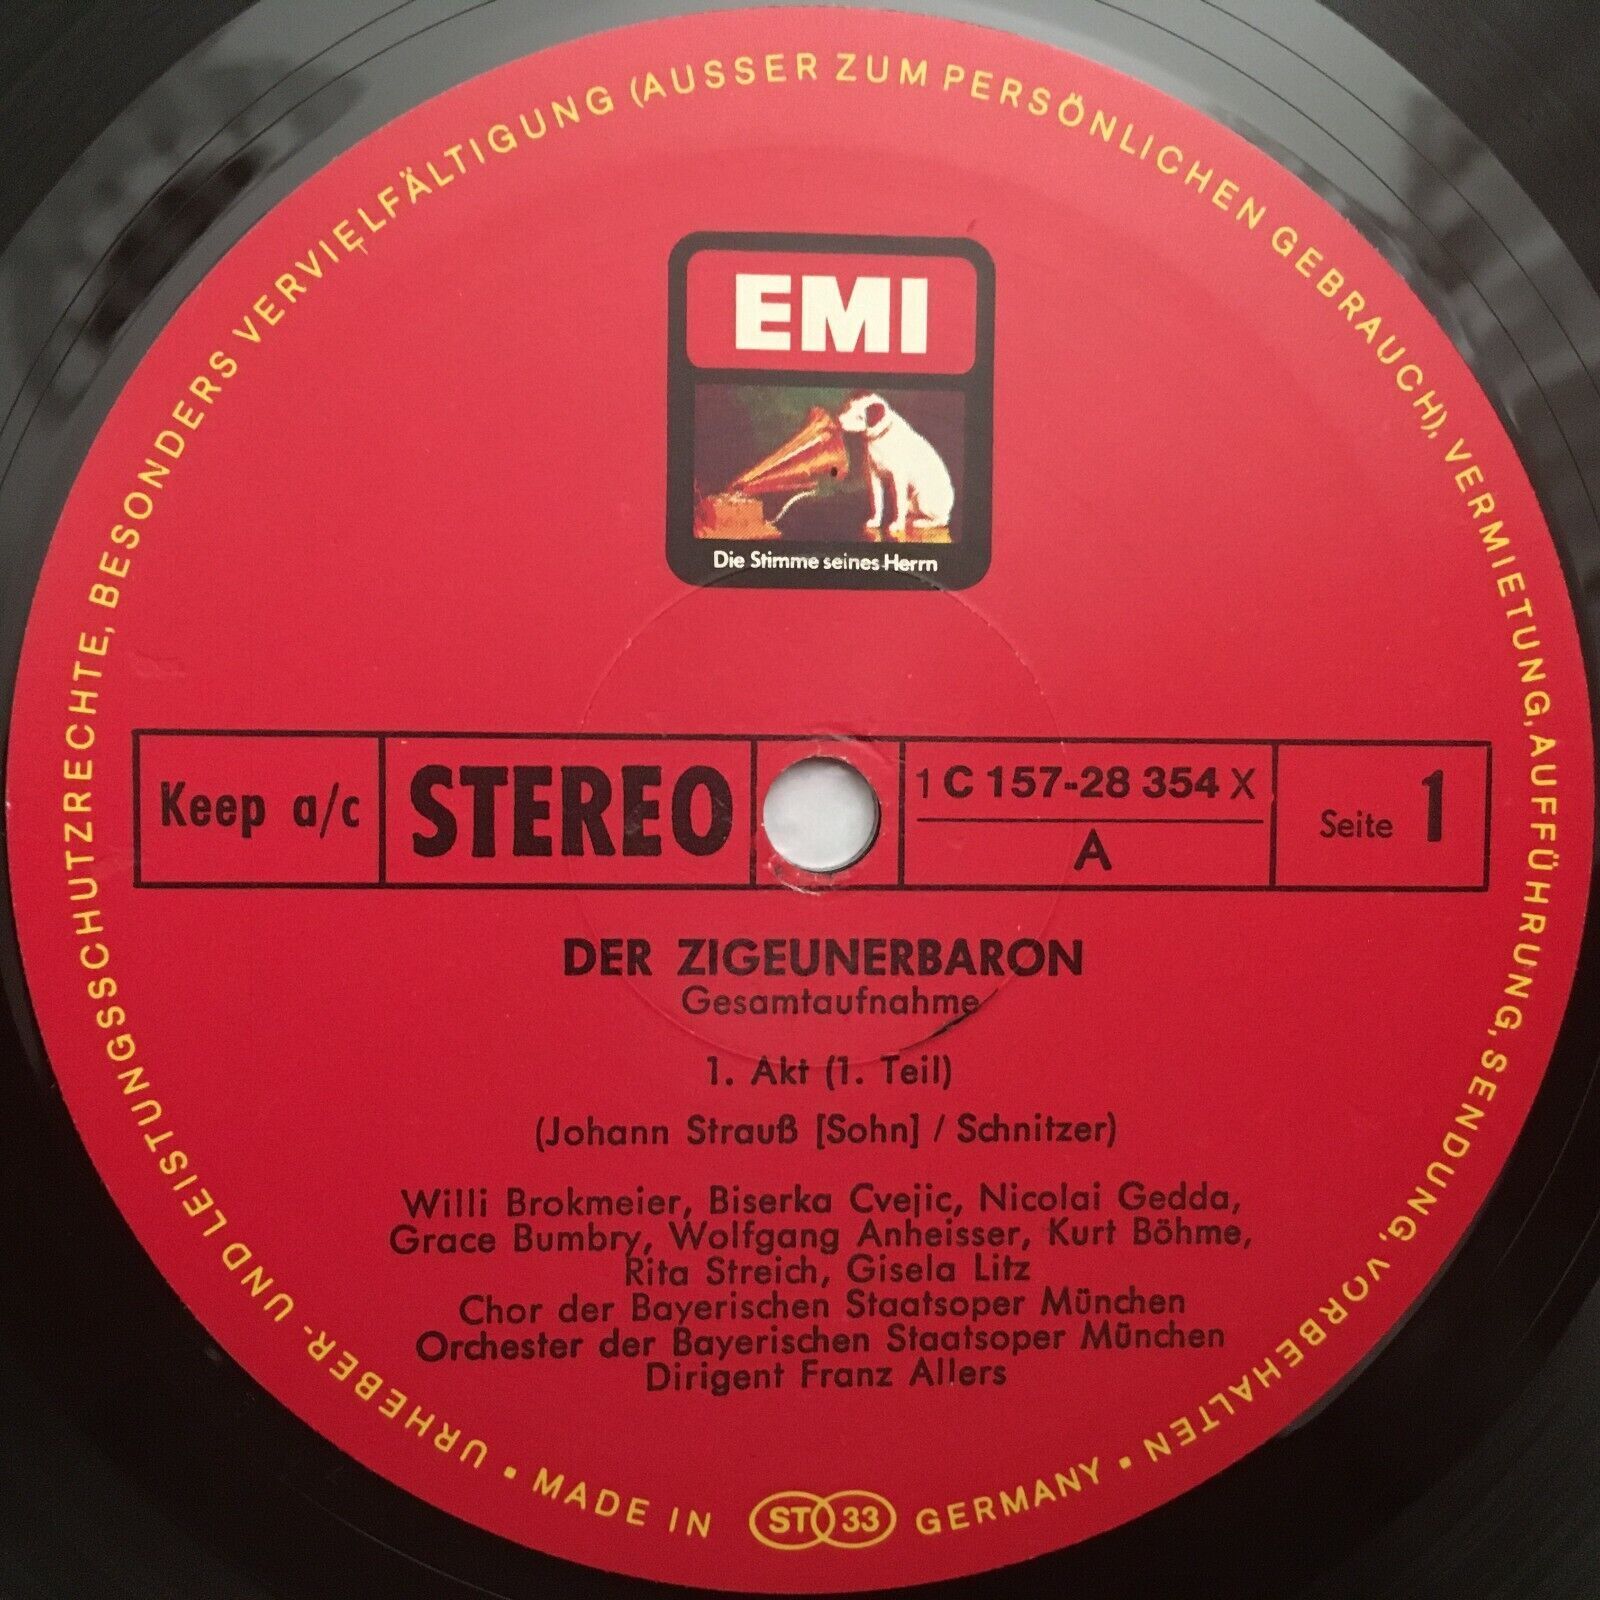 URHEBER- UND LEISTUNGSSCHUTZRECHTE, BESONDERS VERVIELFÄLTIGUNG (AUSSER ZUM PERSÖNLICHEN GEBRAUCH), VERMIETUNG, AUFFÜHRUNG, SENDUNG, VORBEHALTEN •
EMI
Die Stimme seines Herrn
Keep a/c STEREO 1 C 157-28 354 X Seite 1
A
DER ZIGEUNERBARON
Gesamtaufnahme
1. Akt (1. Teil)
(Johann Strauß [Sohn] / Schnitzer)
Willi Brokmeier, Biserka Cvejic, Nicolai Gedda,
Grace Bumbry, Wolfgang Anheisser, Kurt Böhme,
Rita Streich, Gisela Litz
Chor der Bayerischen Staatsoper München
Orchester der Bayerischen Staatsoper München
Dirigent Franz Allers
• MADE IN ST 33 GERMANY